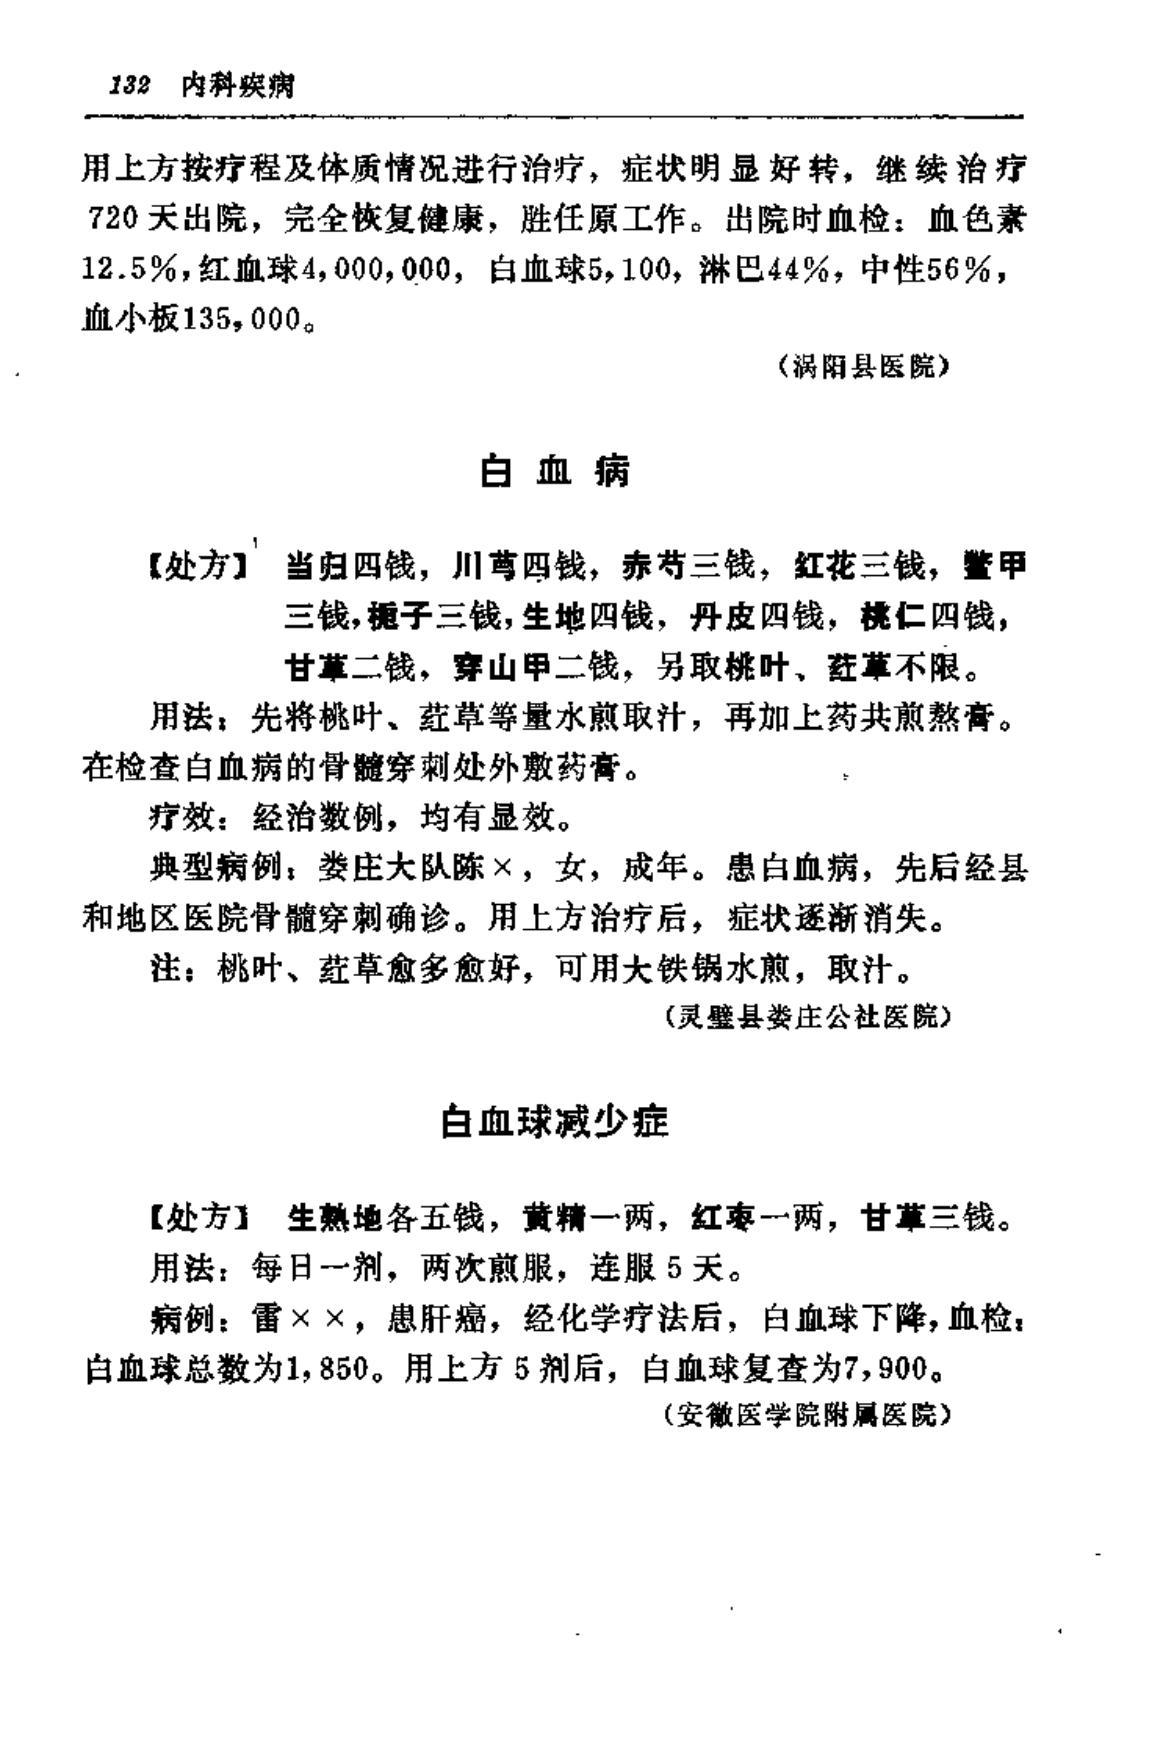 132 内科疾病
用上方按疗程及体质情况进行治疗，症状明显好转，继续治疗
720天出院，完全恢复健康，胜任原工作。出院时血检：血色素
12.5%，红血球4,000,000，白血球5,100，淋巴44%，中性56%，
血小板135,000。
（涡阳县医院）
白血病
【处方】 当归四钱，川芎四钱，赤芍三钱，红花三钱，鳖甲
三钱，栀子三钱，生地四钱，丹皮四钱，桃仁四钱，
甘草二钱，穿山甲二钱，另取桃叶、荭草不限。
用法：先将桃叶、荭草等量水煎取汁，再加上药共煎熬膏。
在检查白血病的骨髓穿刺处外敷药膏。
疗效：经治数例，均有显效。
典型病例：娄庄大队陈×，女，成年。患白血病，先后经县
和地区医院骨髓穿刺确诊。用上方治疗后，症状逐渐消失。
注：桃叶、荭草愈多愈好，可用大铁锅水煎，取汁。
（灵璧县娄庄公社医院）
白血球减少症
【处方】 生熟地各五钱，黄精一两，红枣一两，甘草三钱。
用法：每日一剂，两次煎服，连服5天。
病例：雷××，患肝癌，经化学疗法后，白血球下降，血检：
白血球总数为1,850。用上方5剂后，白血球复查为7,900。
（安徽医学院附属医院）